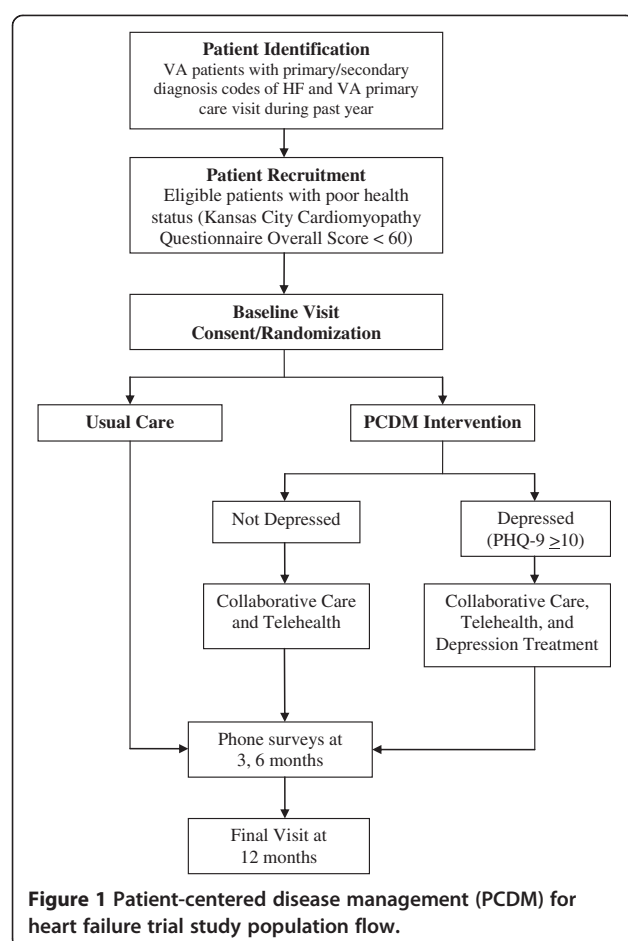 Patient Identification
VA patients with primary/secondary
diagnosis codes of HF and VA primary
care visit during past year
Patient Recruitment
Eligible patients with poor health
status (Kansas City Cardiomyopathy
Questionnaire Overall Score < 60)
Baseline Visit
Consent/Randomization
Usual Care
PCDM Intervention
Not Depressed
Depressed
(PHQ-9 ≥10)
Collaborative Care
and Telehealth
Collaborative Care,
Telehealth, and
Depression Treatment
Phone surveys at
3, 6 months
Final Visit at
12 months
Figure 1 Patient-centered disease management (PCDM) for
heart failure trial study population flow.